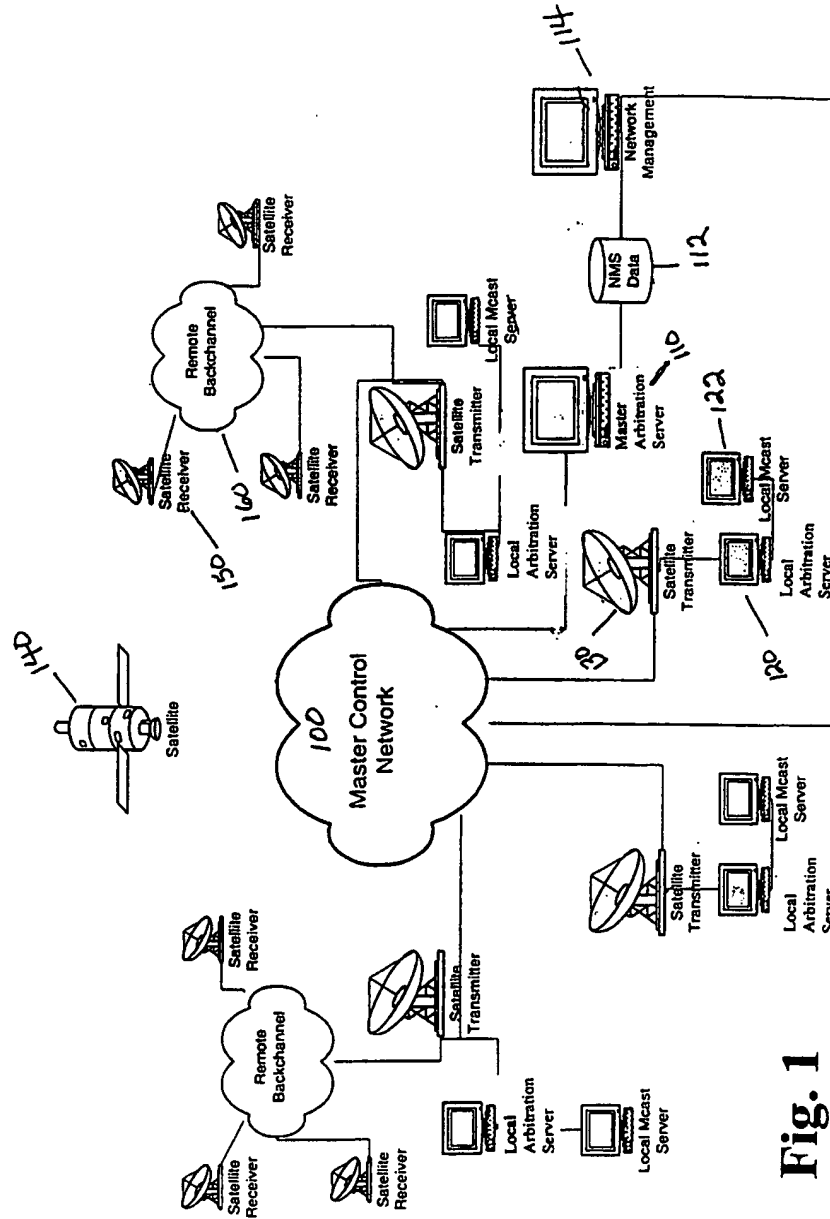 140
Satellite
Satellite
Receiver
Satellite
Receiver
Satellite
Receiver
Remote
Backchannel
Satellite
Transmitter
Local
Arbitration
Server
Local Mcast
Server
100
Master Control
Network
150
Satellite
Receiver
160
Remote
Backchannel
Satellite
Receiver
Satellite
Receiver
Satellite
Transmitter
Local Mcast
Server
Local
Arbitration
Server
Master
Arbitration
Server
110
NMS
Data
112
Network
Management
114
Satellite
Transmitter
Local
Arbitration
Server
120
Local Mcast
Server
122
Satellite
Transmitter
Local
Arbitration
Server
Local Mcast
Server
Fig. 1